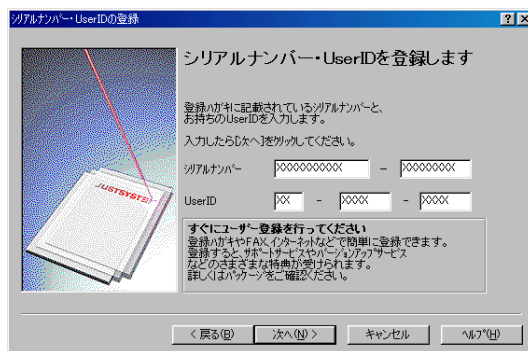 シリアルナンバー・UserIDの登録
シリアルナンバー・UserIDを登録します
登録ハガキに記載されているシリアルナンバーと、
お持ちのUserIDを入力します。
入力したら[次へ]をクリックしてください。
シリアルナンバー XXXXXXXXXX - XXXXXXXX
UserID XX - XXXX - XXXX
JUSTSYSTEM
すぐにユーザー登録を行ってください
登録ハガキやFAX、インターネットなどで簡単に登録できます。
登録すると、サポートサービスやバージョンアップサービス
などのさまざまな特典が受けられます。
詳しくはパッケージをご確認ください。
< 戻る(B) 次へ(N) > キャンセル ヘルプ(H)